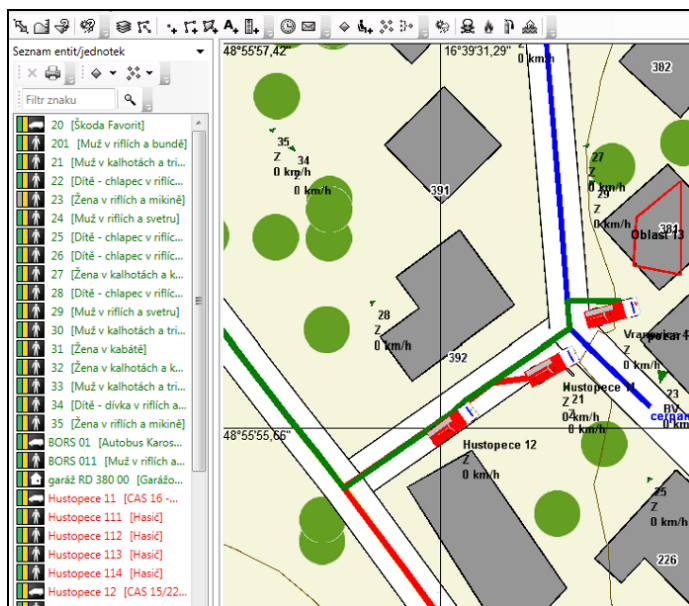 Seznam entit/jednotek
Filtr znaku
20 [Škoda Favorit]
201 [Muž v riflích a bundě]
21 [Muž v kalhotách a tri...
22 [Dítě - chlapec v riflíc...
23 [Žena v riflích a mikině]
24 [Muž v riflích a svetru]
25 [Dítě - chlapec v riflíc...
26 [Dítě - chlapec v riflíc...
27 [Žena v kalhotách a k...
28 [Dítě - chlapec v riflíc...
29 [Muž v riflích a svetru]
30 [Muž v kalhotách a tri...
31 [Žena v kabátě]
32 [Žena v kalhotách a k...
33 [Muž v kalhotách a tri...
34 [Dítě - dívka v riflích a...
35 [Žena v riflích a mikině]
BORS 01 [Autobus Karos...
BORS 011 [Muž v riflích a...
garáž RD 380 00 [Garážo...
Hustopece 11 [CAS 16 -...
Hustopece 111 [Hasič]
Hustopece 112 [Hasič]
Hustopece 113 [Hasič]
Hustopece 114 [Hasič]
Hustopece 12 [CAS 15/22...
48°55'57,42"
16°39'31,29"
Z
0 km/h
382
35
Z
0 km/h
34
Z
0 km/h
391
27
Z
0 km/h
29
Z
0 km/h
381
Oblast 13
28
Z
0 km/h
392
Z
0 km/h
pozar
Hustopece 11
Z
21
Z
0 km/h
23
BV
0 km
48°55'55,66"
Hustopece 12
Z
0 km/h
25
Z
0 km/h
226